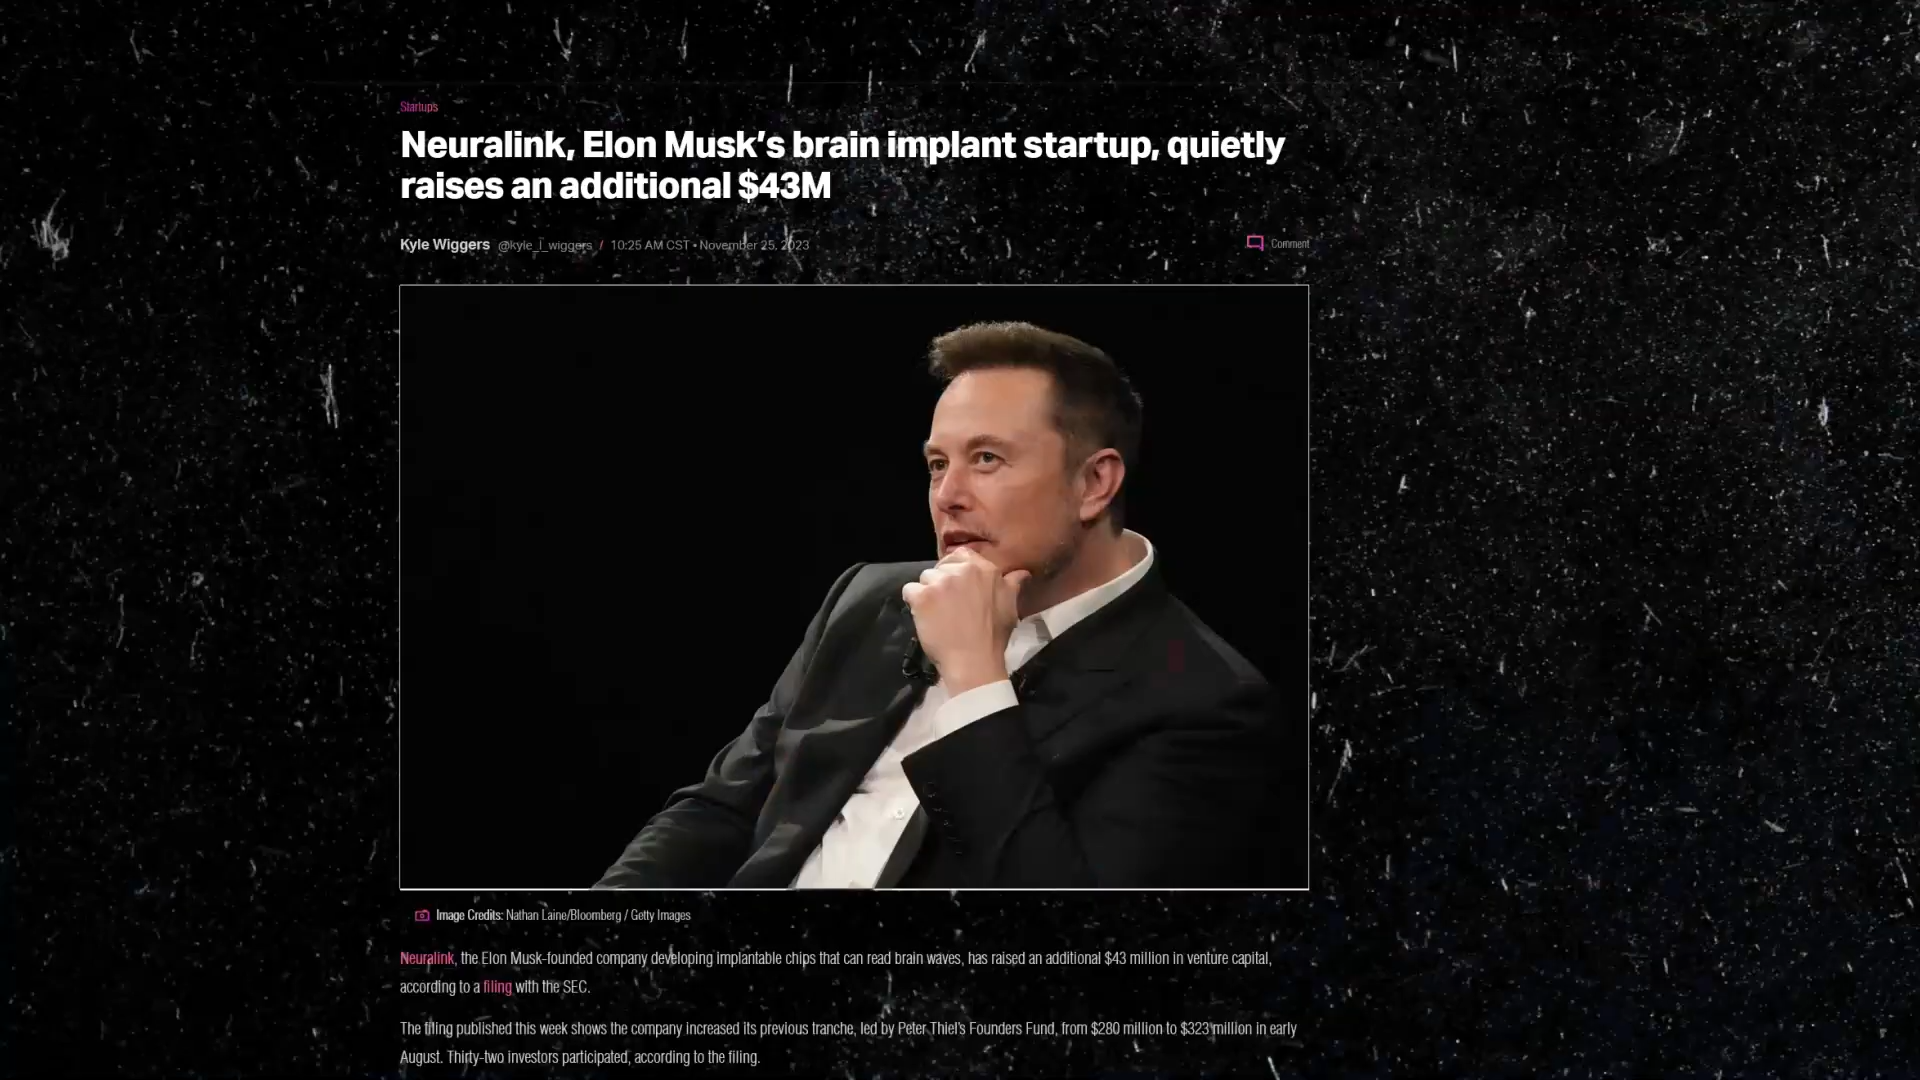 Startups
Neuralink, Elon Musk's brain implant startup, quietly
raises an additional $43M
Kyle Wiggers @kyle_l_wiggers / 10:25 AM CST • November 25, 2023
Comment
Image Credits: Nathan Laine/Bloomberg / Getty Images
Neuralink, the Elon Musk-founded company developing implantable chips that can read brain waves, has raised an additional $43 million in venture capital,
according to a filing with the SEC.
The filing published this week shows the company increased its previous tranche, led by Peter Thiel's Founders Fund, from $280 million to $323 million in early
August. Thirty-two investors participated, according to the filing.